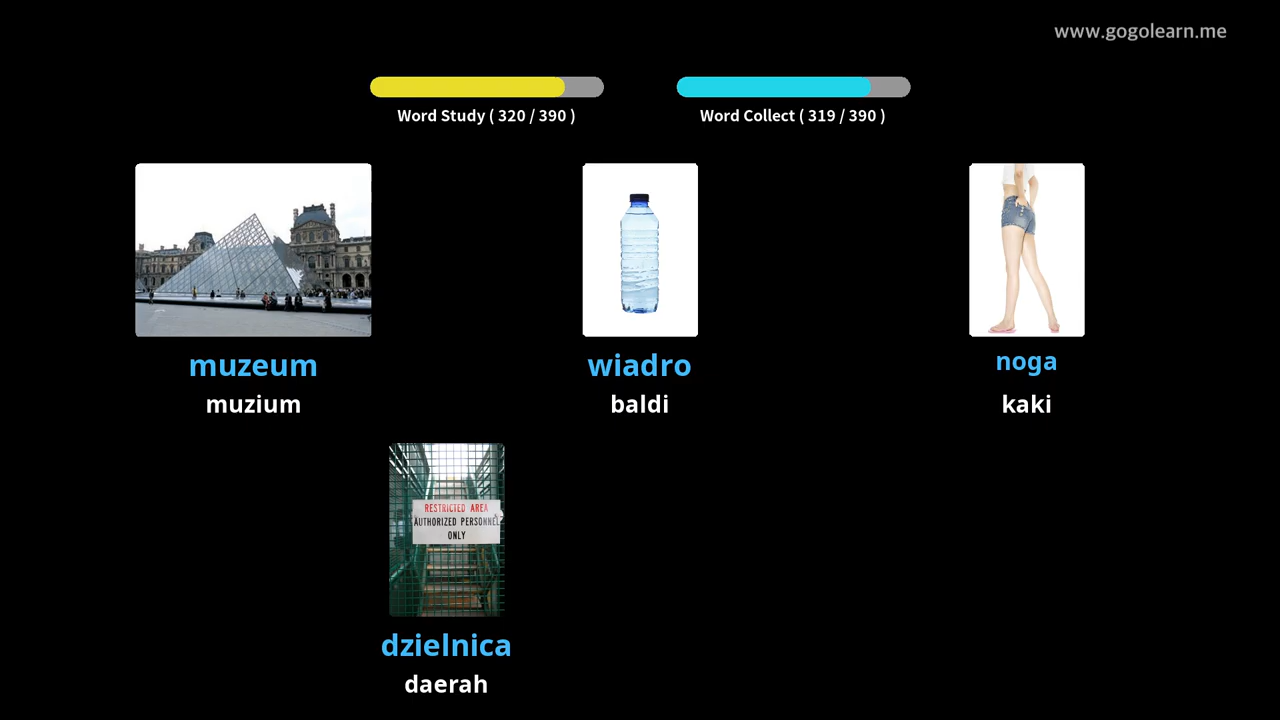 www.gogolearn.me
Word Study ( 320 / 390 )
Word Collect ( 319 / 390 )
muzeum
muzium
wiadro
baldi
noga
kaki
RESTRICTED AREA
AUTHORIZED PERSONNEL
ONLY
dzielnica
daerah